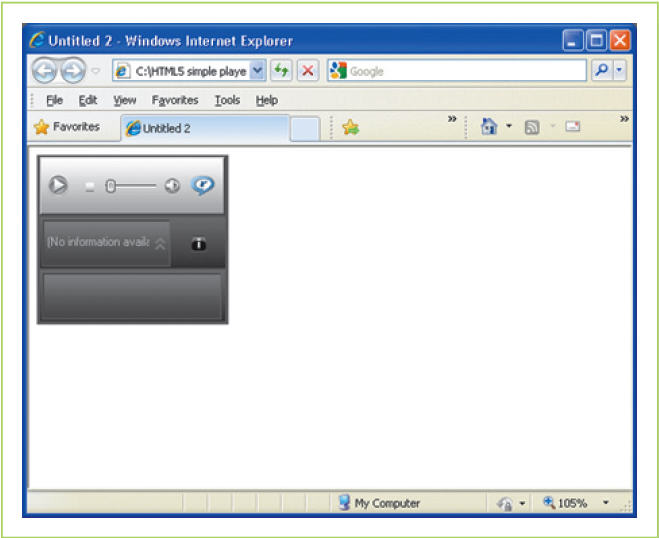 Untitled 2 - Windows Internet Explorer
C:\HTML5 simple playe Google
File Edit View Favorites Tools Help
Favorites Untitled 2 » »
(No information availa
My Computer 105%